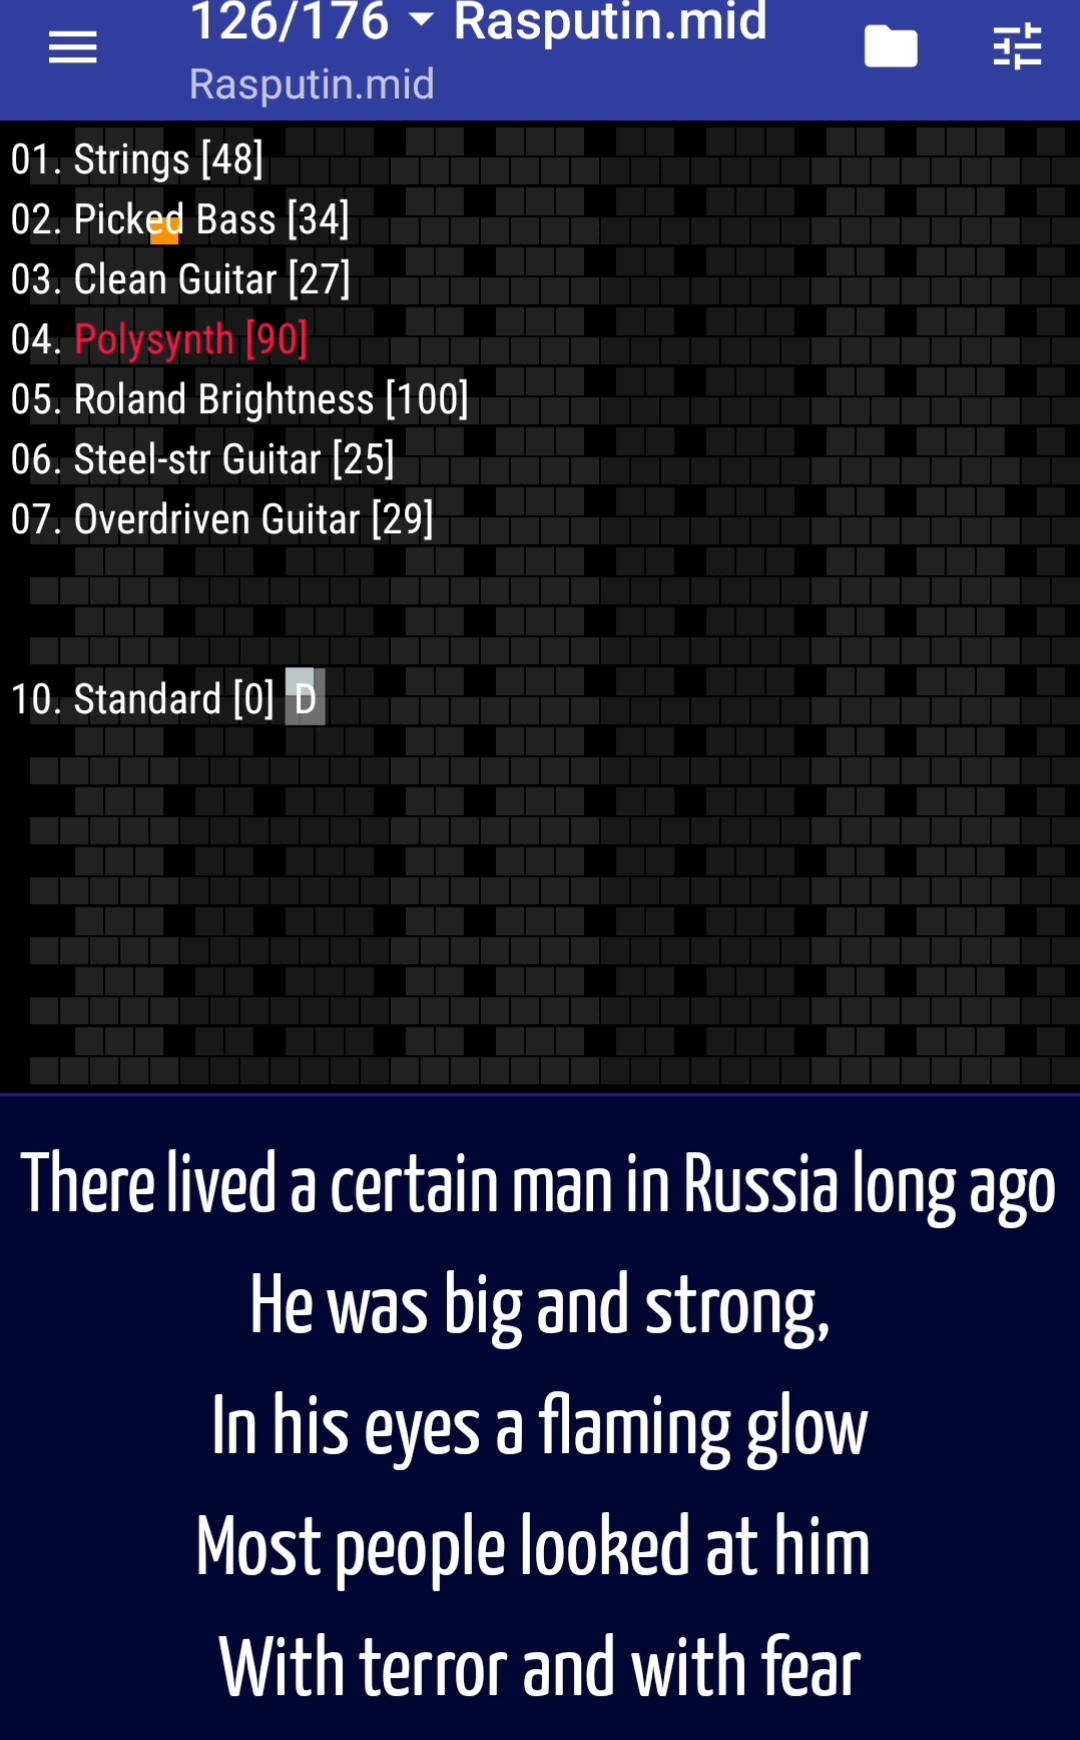 126/176 Rasputin.mid
Rasputin.mid
01. Strings [48]
02. Picked Bass [34]
03. Clean Guitar [27]
04. Polysynth [90]
05. Roland Brightness [100]
06. Steel-str Guitar [25]
07. Overdriven Guitar [29]
10. Standard [0] D
There lived a certain man in Russia long ago
He was big and strong,
In his eyes a flaming glow
Most people looked at him
With terror and with fear